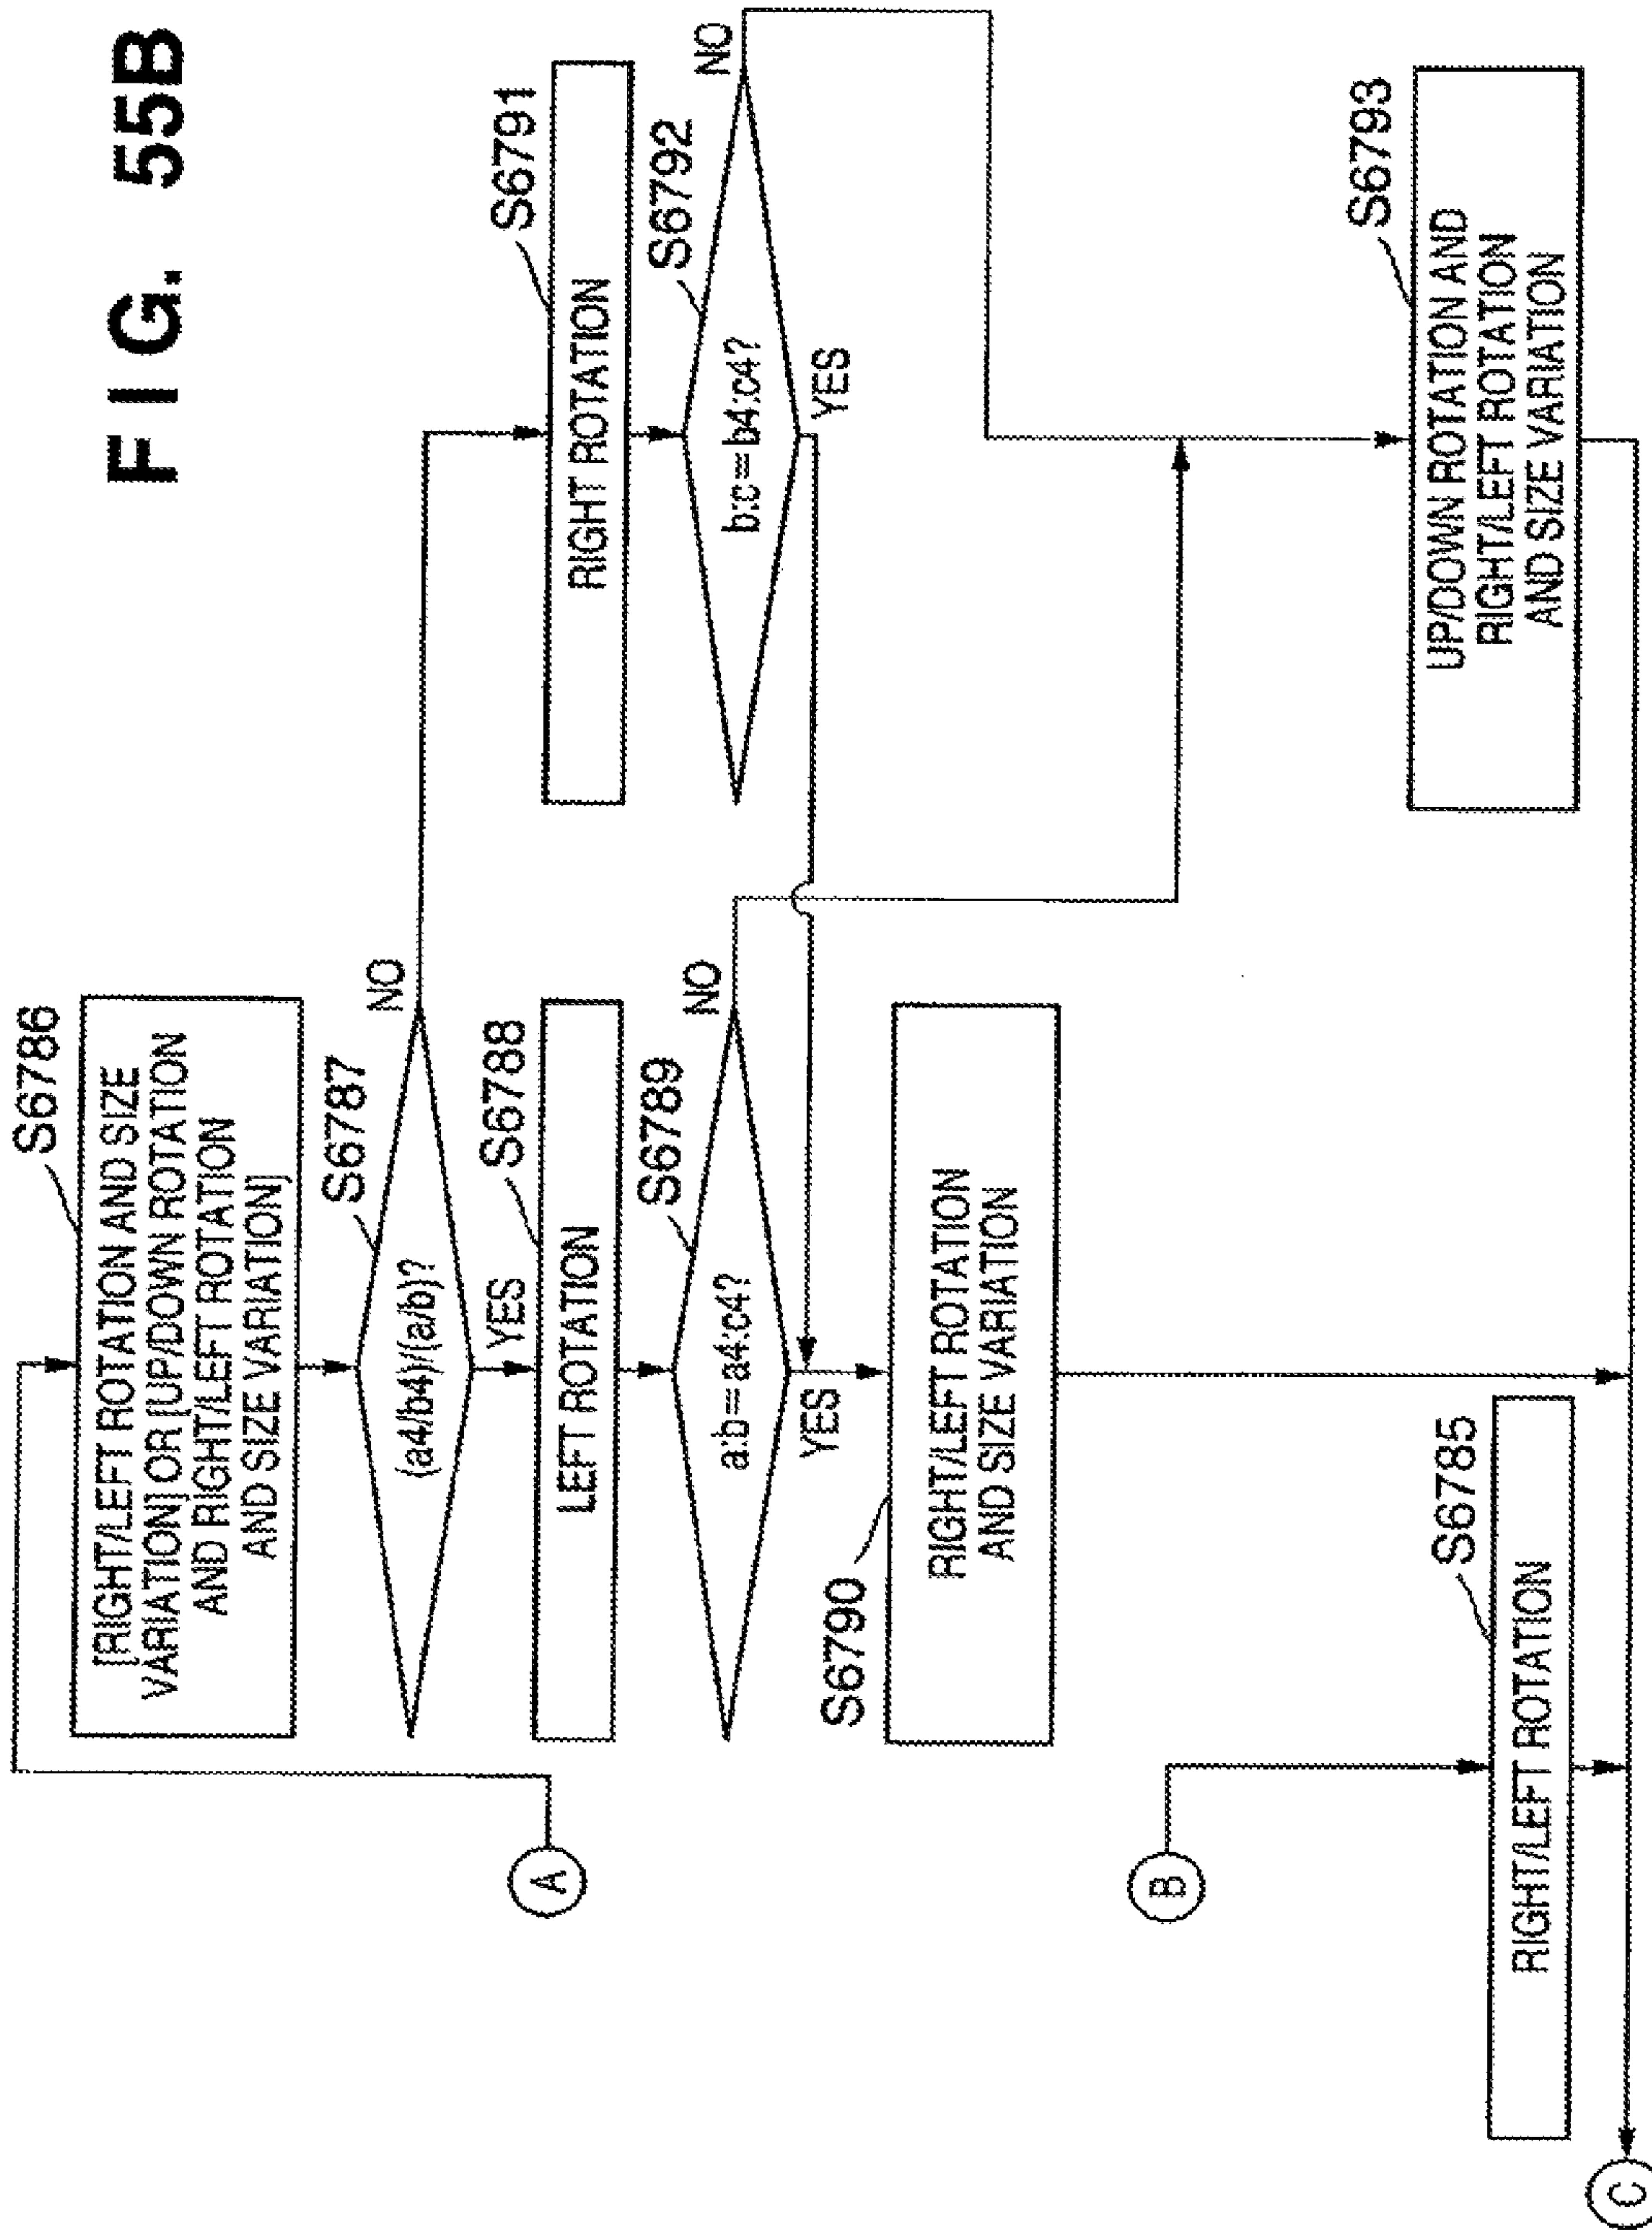 FIG. 55B
S6786
[RIGHT/LEFT ROTATION AND SIZE
VARIATION] OR [UP/DOWN ROTATION
AND RIGHT/LEFT ROTATION
AND SIZE VARIATION]
S6787
(a4/b4)/(a/b)?
NO
YES
S6788
LEFT ROTATION
S6789
a:b=a4:c4?
NO
YES
S6790
RIGHT/LEFT ROTATION
AND SIZE VARIATION
S6791
RIGHT ROTATION
S6792
b:c=b4:c4?
NO
YES
S6793
UP/DOWN ROTATION AND
RIGHT/LEFT ROTATION
AND SIZE VARIATION
A
B
S6785
RIGHT/LEFT ROTATION
C